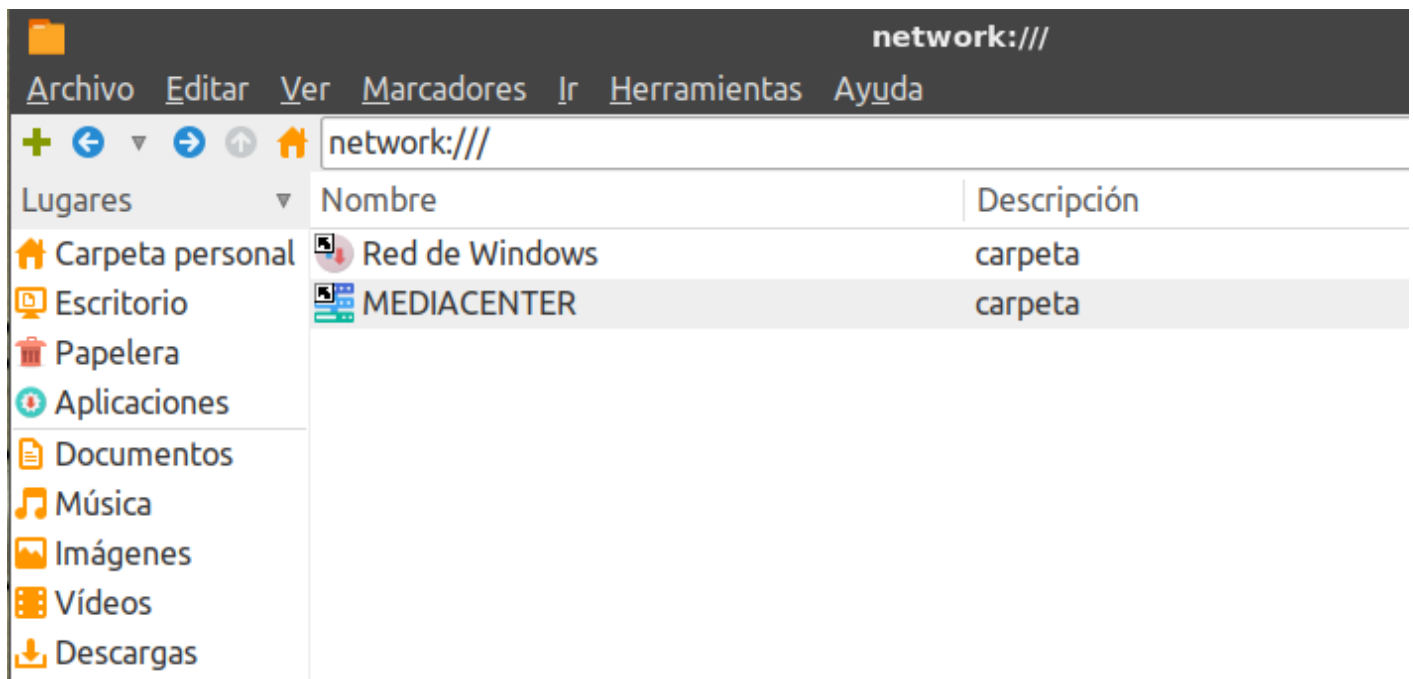 network:///
Archivo Editar Ver Marcadores Ir Herramientas Ayuda
network:///
Lugares Nombre Descripción
Carpeta personal Red de Windows carpeta
Escritorio MEDIACENTER carpeta
Papelera
Aplicaciones
Documentos
Música
Imágenes
Vídeos
Descargas